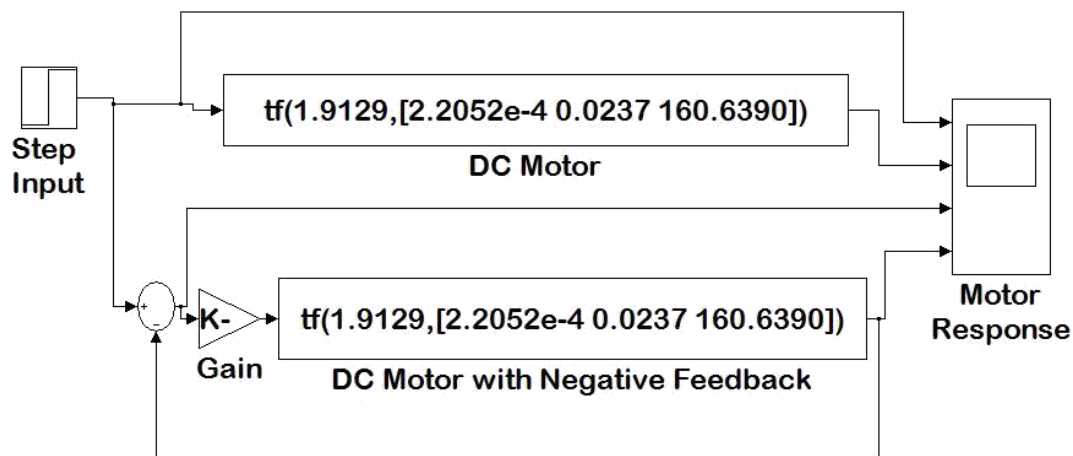 tf(1.9129,[2.2052e-4 0.0237 160.6390])
DC Motor
Step
Input
+
-
K-
Gain
tf(1.9129,[2.2052e-4 0.0237 160.6390])
DC Motor with Negative Feedback
Motor
Response